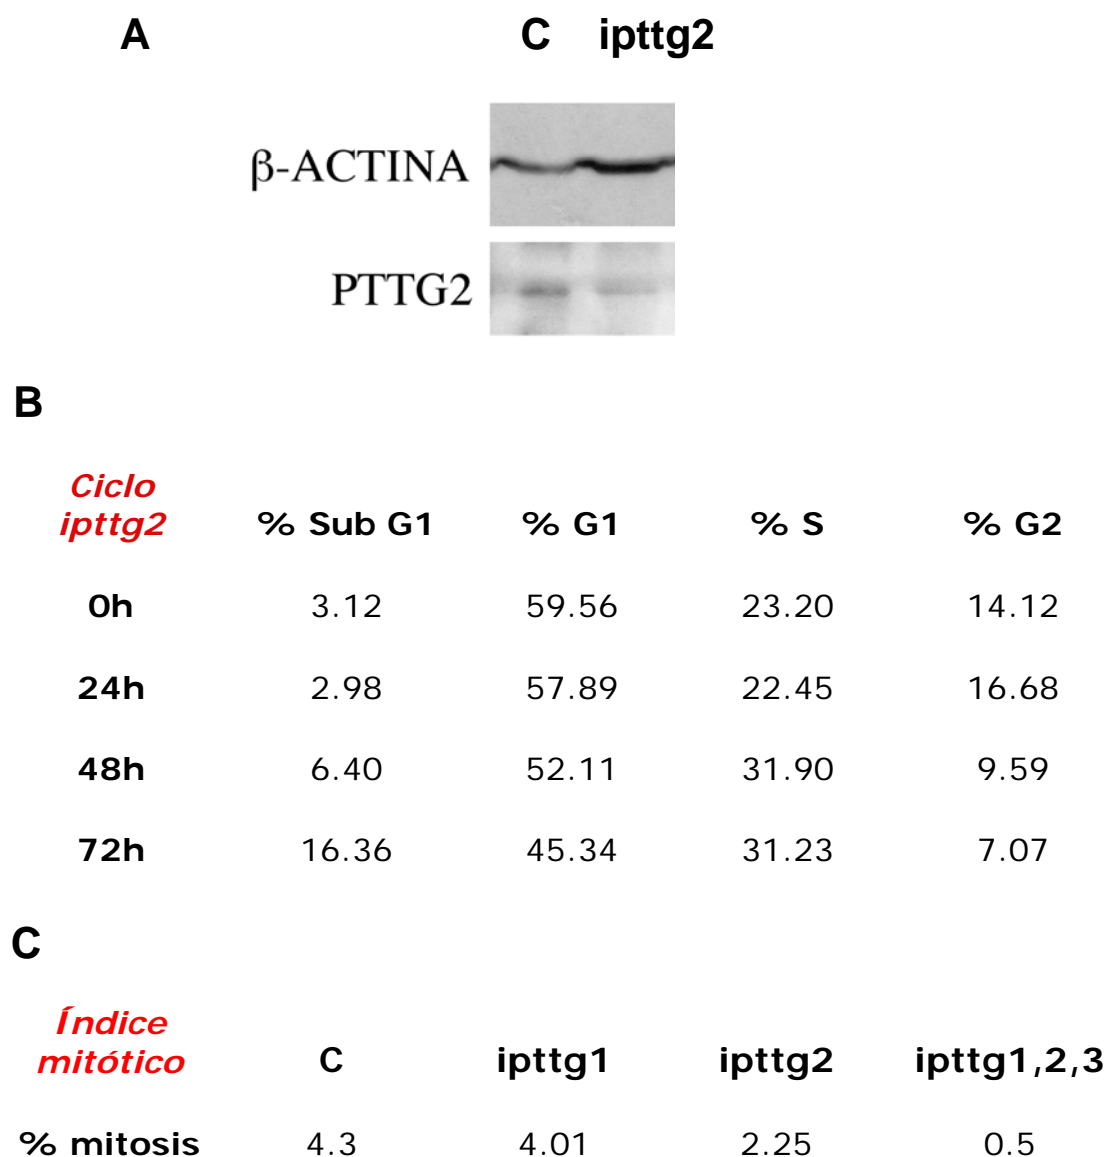 A C ipttg2
β-ACTINA
PTTG2
B
Ciclo
ipttg2 % Sub G1 % G1 % S % G2
0h 3.12 59.56 23.20 14.12
24h 2.98 57.89 22.45 16.68
48h 6.40 52.11 31.90 9.59
72h 16.36 45.34 31.23 7.07
C
Índice
mitótico C ipttg1 ipttg2 ipttg1,2,3
% mitosis 4.3 4.01 2.25 0.5